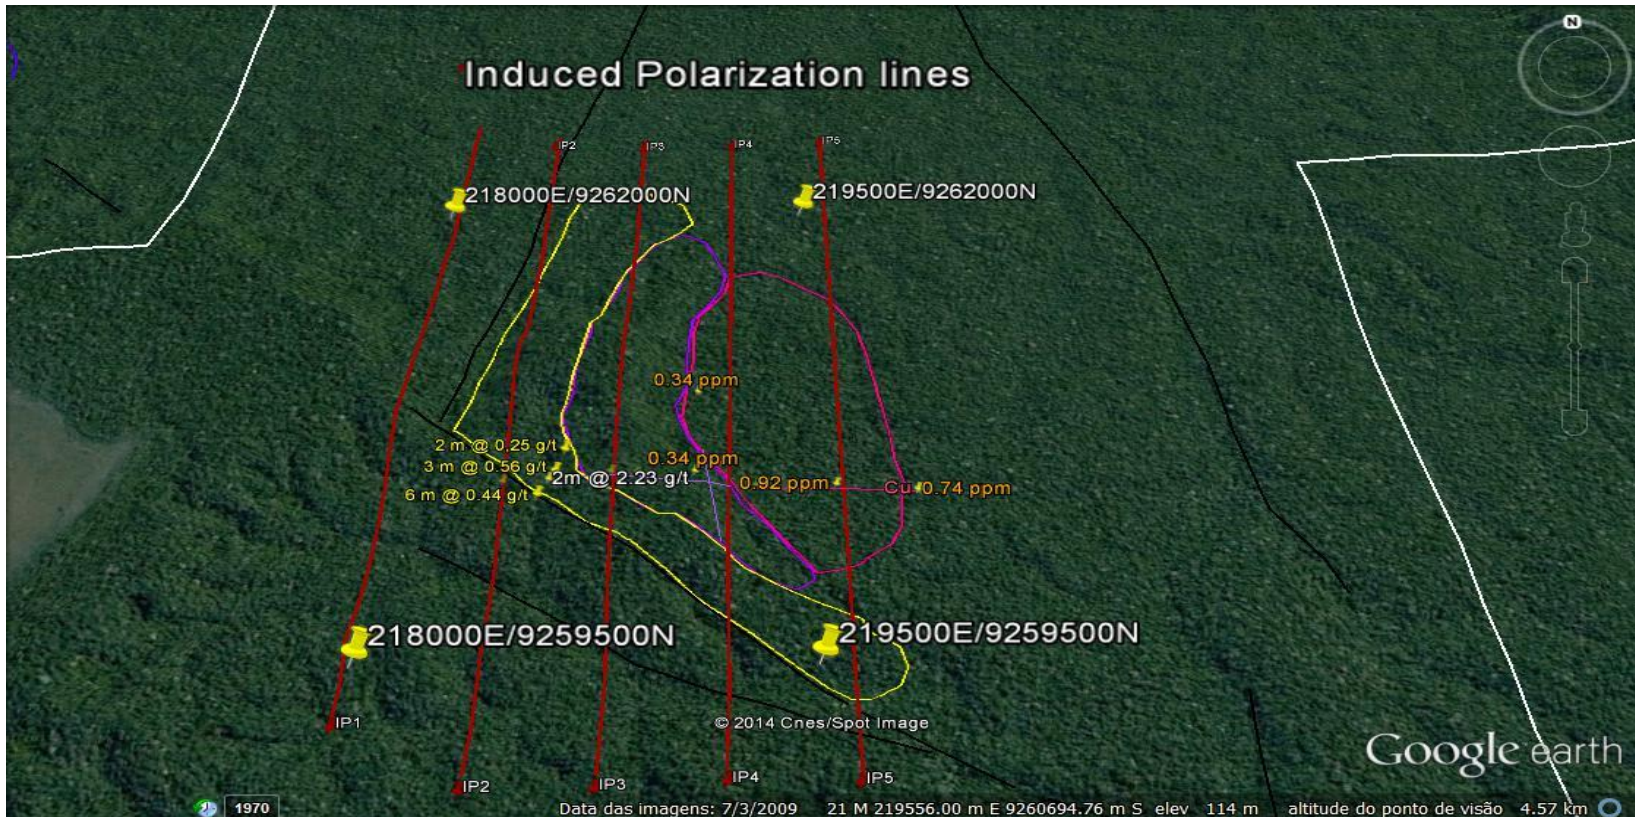 N
Induced Polarization lines
IP2
IP3
IP4
IP5
218000E/9262000N
219500E/9262000N
0.34 ppm
2 m @ 0,25 g/t
0.34 ppm
3 m @ 0.56 g/t
2m @ 2.23 g/t
0.92 ppm
Cu 0.74 ppm
6 m @ 0.44 g/t
218000E/9259500N
219500E/9259500N
IP1
© 2014 Cnes/Spot Image
IP2
IP3
IP4
IP5
Google earth
1970
Data das imagens: 7/3/2009 21 M 219556.00 m E 9260694.76 m S elev 114 m altitude do ponto de visão 4.57 km